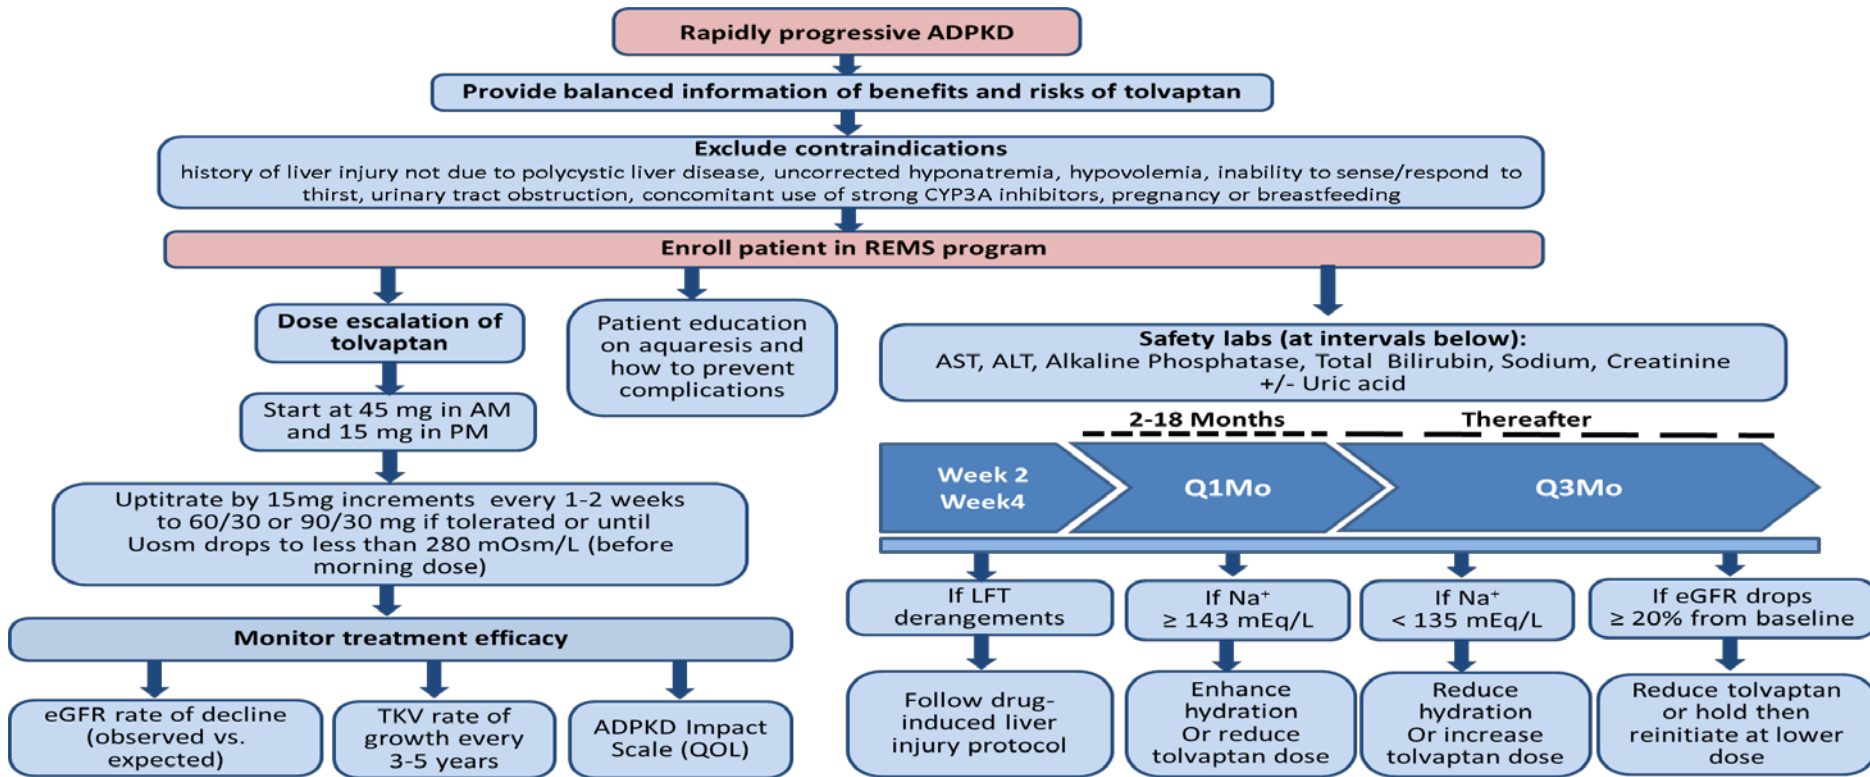 Rapidly progressive ADPKD
Provide balanced information of benefits and risks of tolvaptan
Exclude contraindications
history of liver injury not due to polycystic liver disease, uncorrected hyponatremia, hypovolemia, inability to sense/respond to
thirst, urinary tract obstruction, concomitant use of strong CYP3A inhibitors, pregnancy or breastfeeding
Enroll patient in REMS program
Dose escalation of
tolvaptan
Start at 45 mg in AM
and 15 mg in PM
Uptitrate by 15mg increments every 1-2 weeks
to 60/30 or 90/30 mg if tolerated or until
Uosm drops to less than 280 mOsm/L (before
morning dose)
Monitor treatment efficacy
eGFR rate of decline
(observed vs.
expected)
TKV rate of
growth every
3-5 years
ADPKD Impact
Scale (QOL)
Patient education
on aquaresis and
how to prevent
complications
Safety labs (at intervals below):
AST, ALT, Alkaline Phosphatase, Total Bilirubin, Sodium, Creatinine
+/- Uric acid
2-18 Months
Thereafter
Week 2
Week4
Q1Mo
Q3Mo
If LFT
derangements
Follow drug-
induced liver
injury protocol
If Na⁺
≥ 143 mEq/L
Enhance
hydration
Or reduce
tolvaptan dose
If Na⁺
< 135 mEq/L
Reduce
hydration
Or increase
tolvaptan dose
If eGFR drops
≥ 20% from baseline
Reduce tolvaptan
or hold then
reinitiate at lower
dose